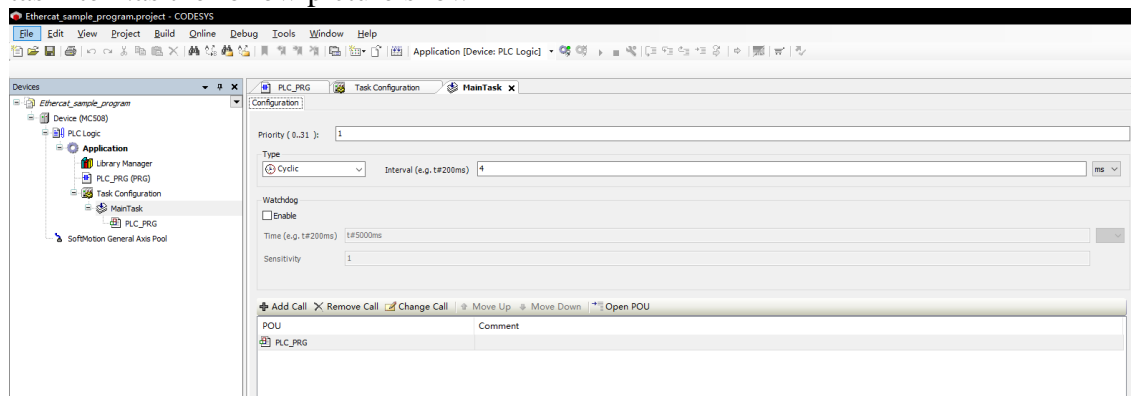 Ethercat_sample_program.project - CODESYS
File Edit View Project Build Online Debug Tools Window Help
Application [Device: PLC Logic]
Devices
PLC_PRG Task Configuration MainTask
Ethercat_sample_program
Configuration
Device (MC508)
PLC Logic
Priority ( 0..31 ): 1
Application
Type
Library Manager
Cyclic Interval (e.g. t#200ms) 4 ms
PLC_PRG (PRG)
Task Configuration
Watchdog
MainTask
Enable
PLC_PRG
Time (e.g. t#200ms) t#5000ms
SoftMotion General Axis Pool
Sensitivity 1
Add Call Remove Call Change Call Move Up Move Down Open POU
POU Comment
PLC_PRG